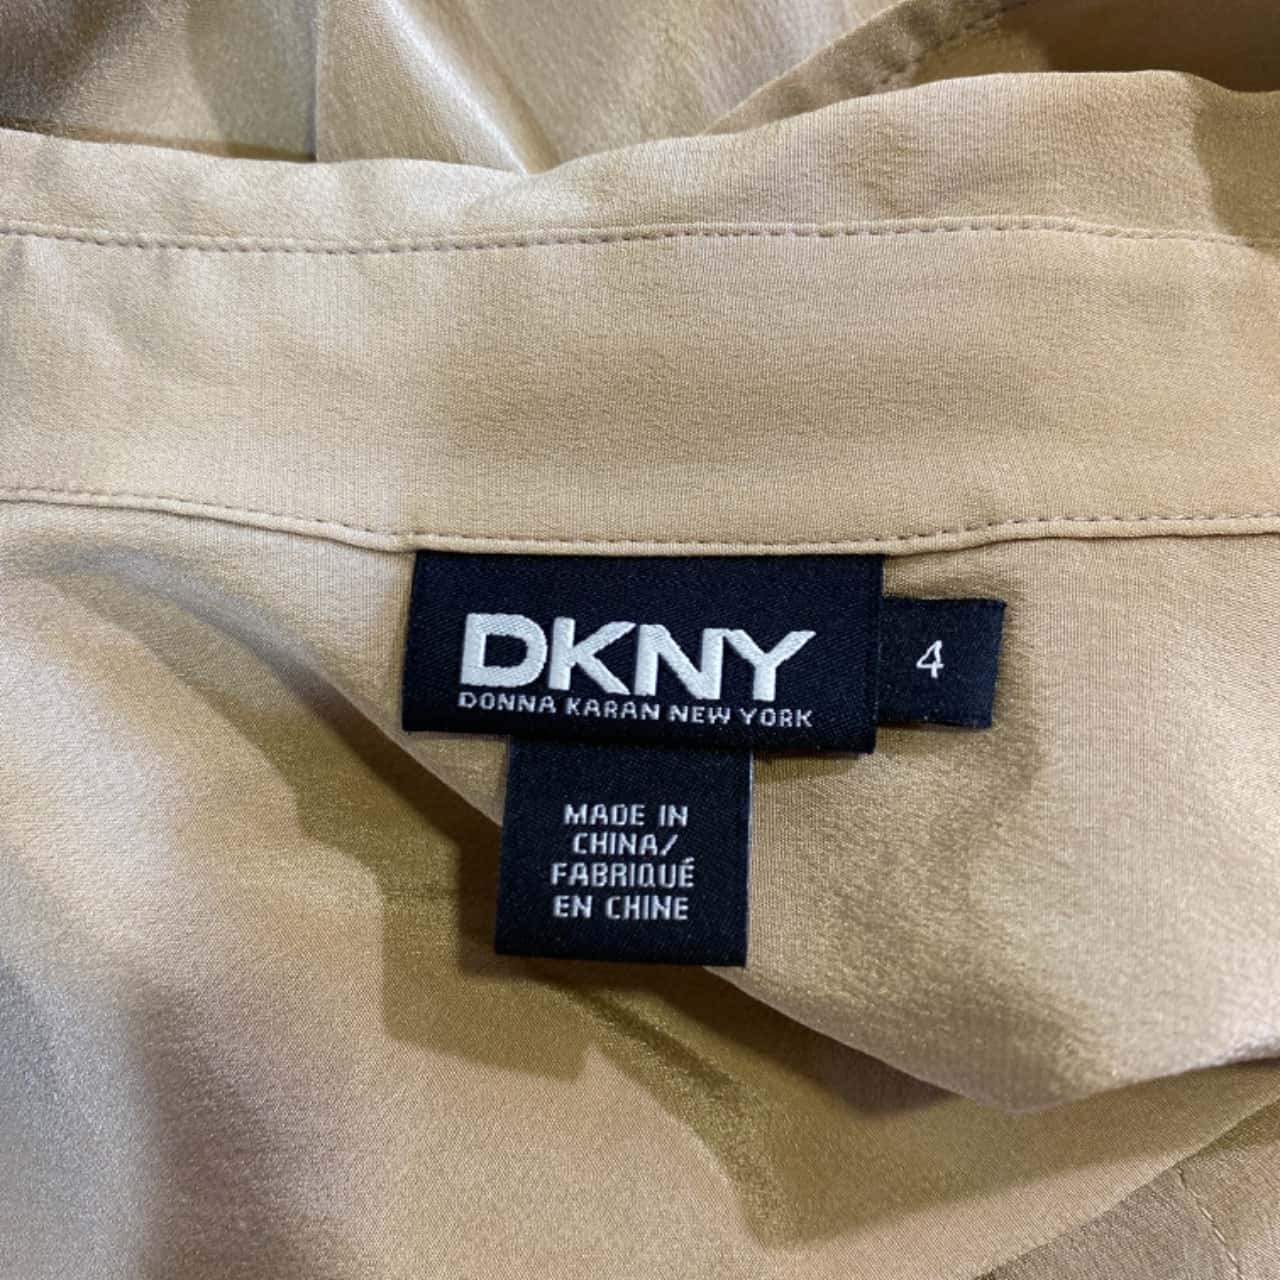 DKNY
DONNA KARAN NEW YORK
4
MADE IN
CHINA/
FABRIQUÉ
EN CHINE